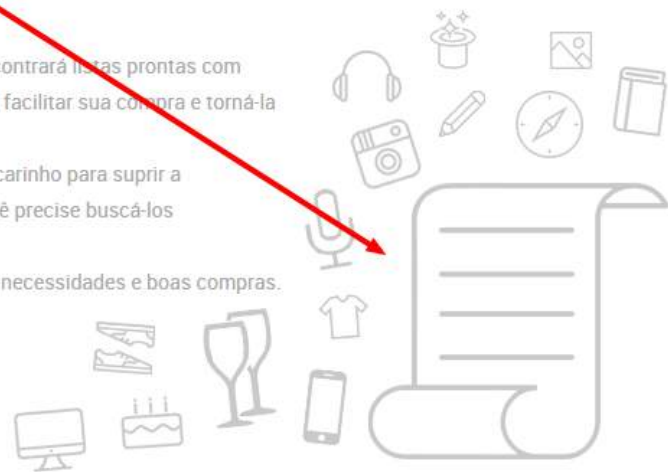 ontrará listas prontas com
facilitar sua compra e torná-la
carinho para suprir a
ê precise buscá-los
necessidades e boas compras.